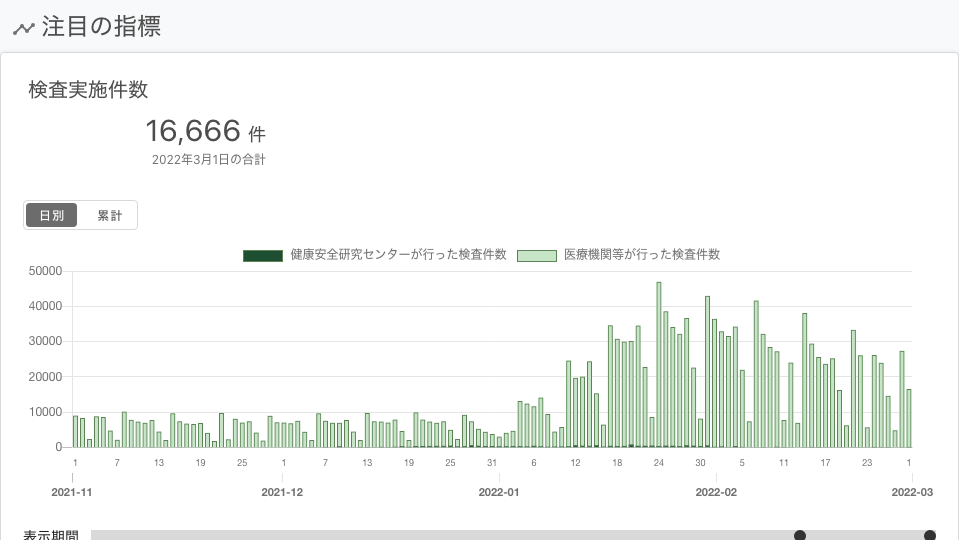 注目の指標
検査実施件数
16,666 件
2022年3月1日の合計
日別 累計
健康安全研究センターが行った検査件数 医療機関等が行った検査件数
50000
40000
30000
20000
10000
0
1 7 13 19 25 1 7 13 19 25 31 6 12 18 24 30 5 11 17 23 1
2021-11 2021-12 2022-01 2022-02 2022-03
表示期間